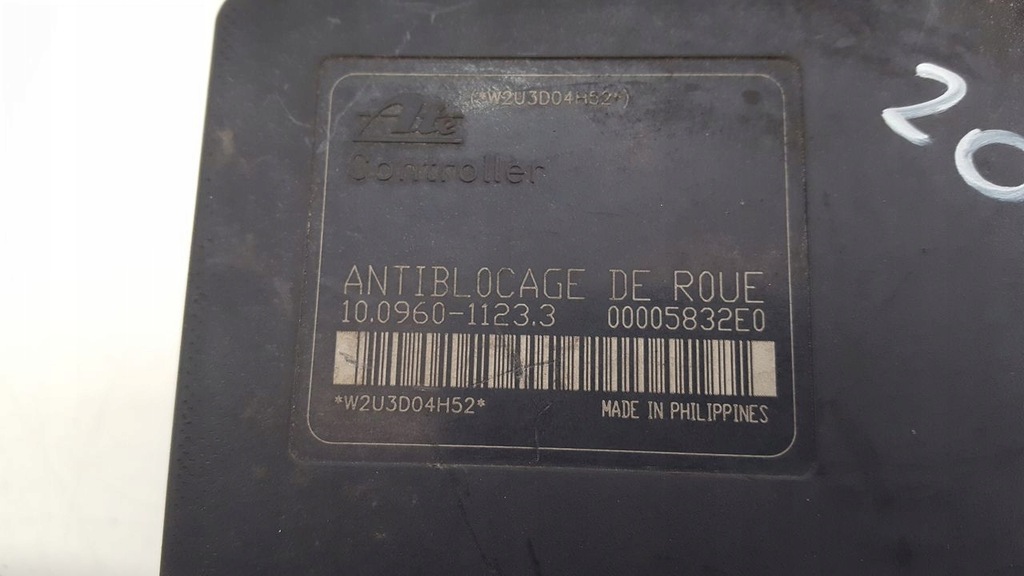 (*W2U3D04H52*)
Ate
Controller
ANTIBLOCAGE DE ROUE
10.0960-1123.3 00005832E0
*W2U3D04H52* MADE IN PHILIPPINES
20